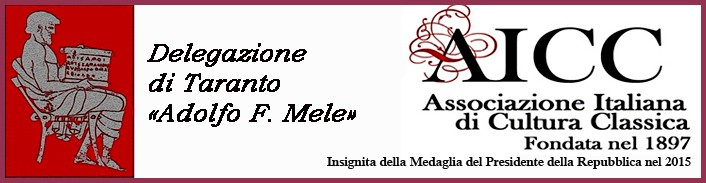 Delegazione
di Taranto
«Adolfo F. Mele»
AICC
Associazione Italiana
di Cultura Classica
Fondata nel 1897
Insignita della Medaglia del Presidente della Repubblica nel 2015